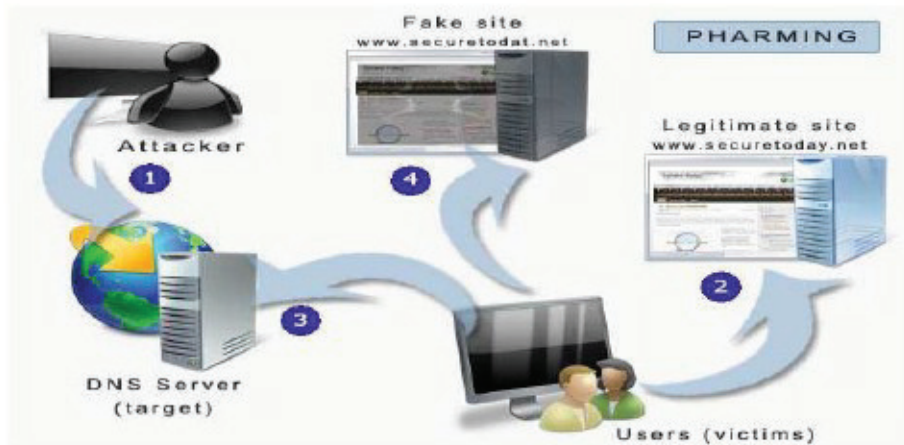 Fake site
www.securetodat.net
PHARMING
Attacker
Legitimate site
www.securetoday.net
1
4
2
3
DNS Server
(target)
Users (victims)